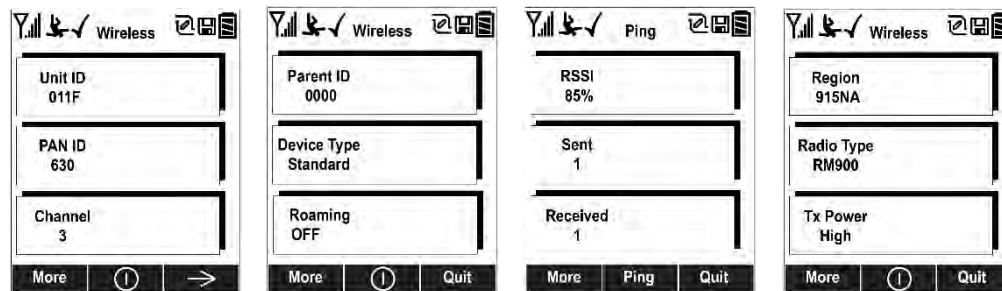 Wireless
Unit ID
011F
PAN ID
630
Channel
3
More
Wireless
Parent ID
0000
Device Type
Standard
Roaming
OFF
More Quit
Ping
RSSI
85%
Sent
1
Received
1
More Ping Quit
Wireless
Region
915NA
Radio Type
RM900
Tx Power
High
More Quit